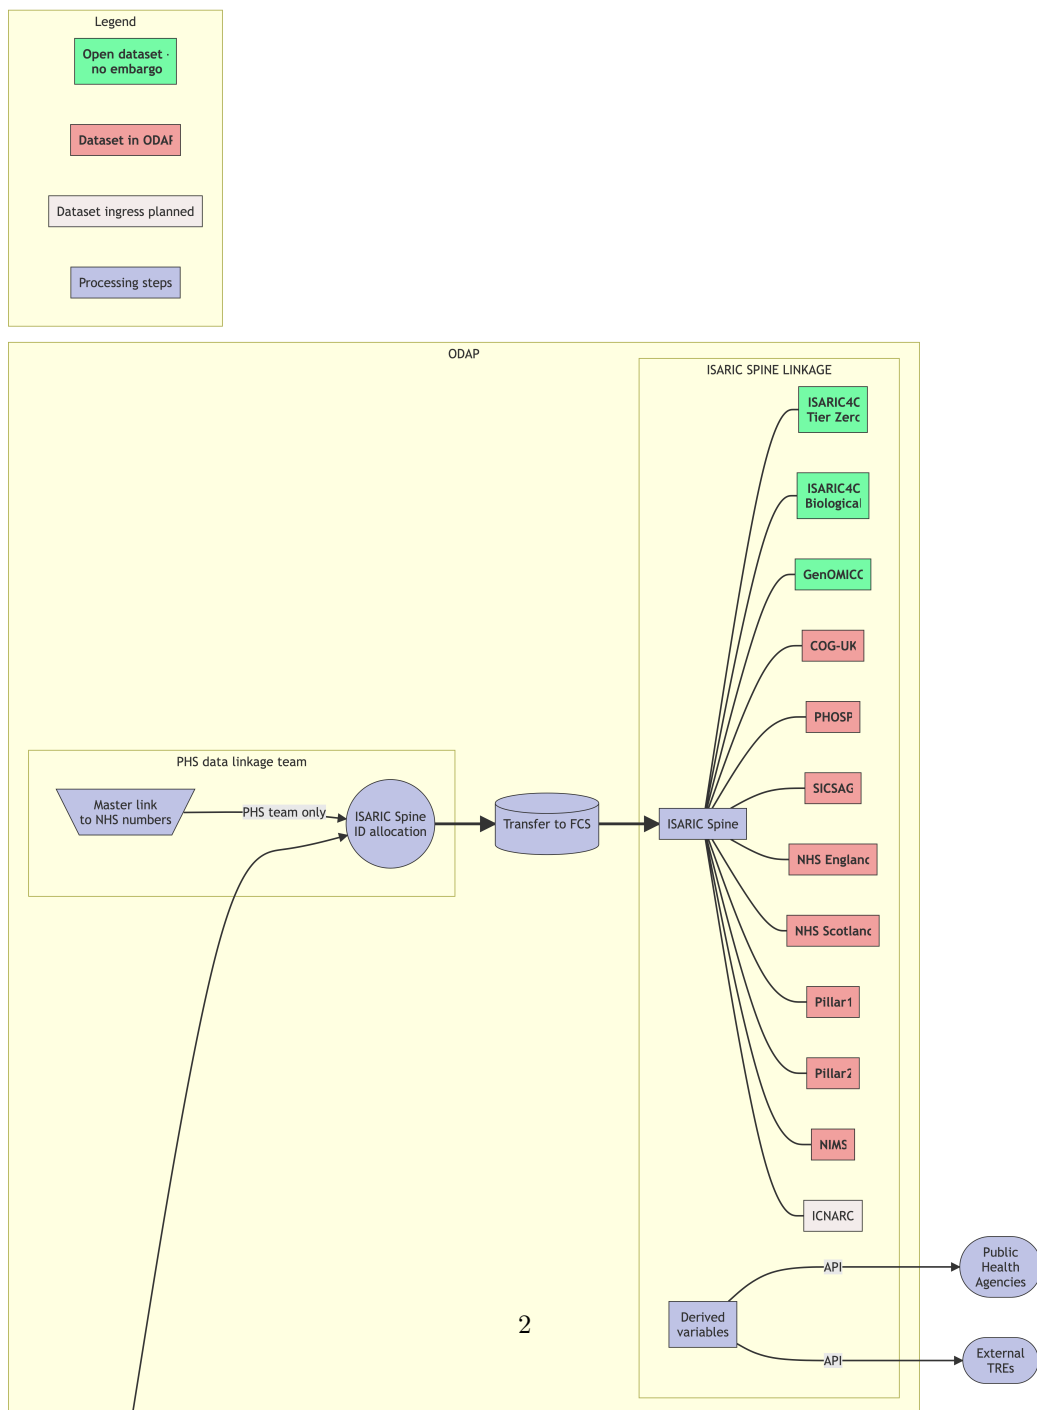 Legend
Open dataset -
no embargo
Dataset in ODAP
Dataset ingress planned
Processing steps
ODAP
ISARIC SPINE LINKAGE
ISARIC4C
Tier Zero
ISARIC4C
Biological
GenOMICC
COG-UK
PHOSP
PHS data linkage team
SICSAG
Master link
to NHS numbers
PHS team only
ISARIC Spine
ID allocation
Transfer to FCS
ISARIC Spine
NHS England
NHS Scotland
Pillar1
Pillar2
NIMS
ICNARC
Public
Health
Agencies
API
Derived
variables
2
API
External
TREs